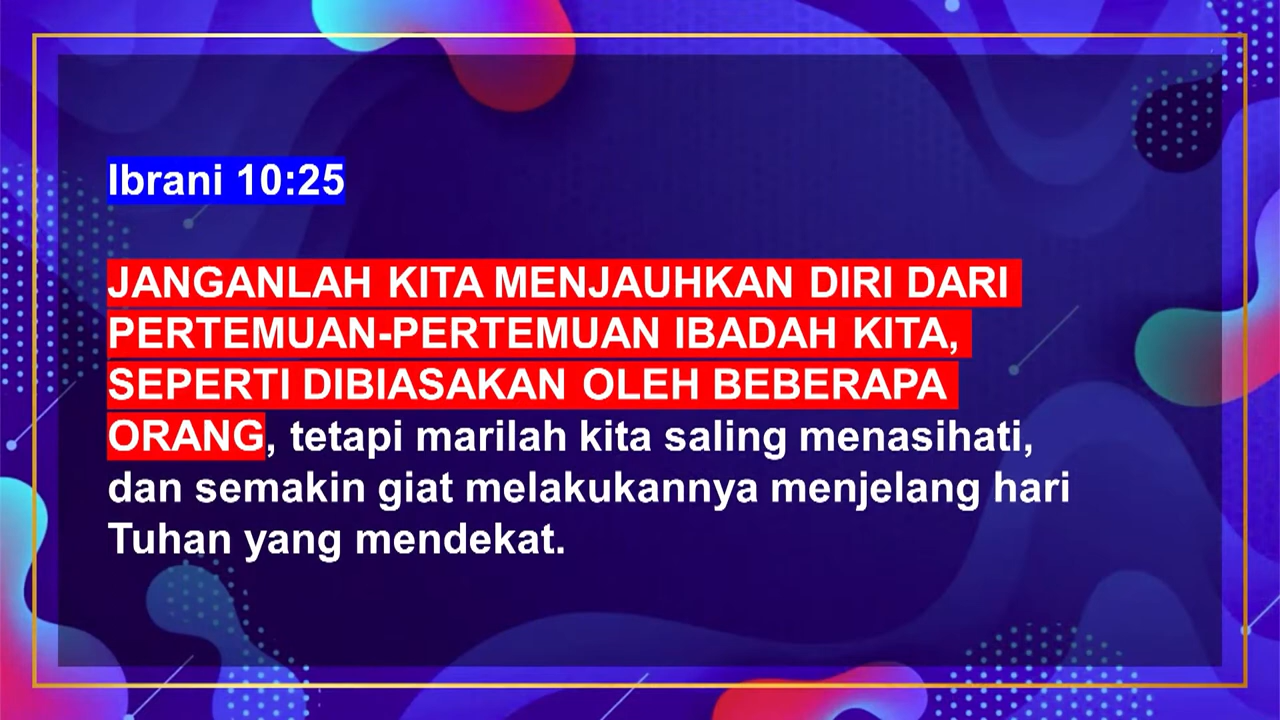 Ibrani 10:25
JANGANLAH KITA MENJAUHKAN DIRI DARI
PERTEMUAN-PERTEMUAN IBADAH KITA,
SEPERTI DIBIASAKAN OLEH BEBERAPA
ORANG, tetapi marilah kita saling menasihati,
dan semakin giat melakukannya menjelang hari
Tuhan yang mendekat.